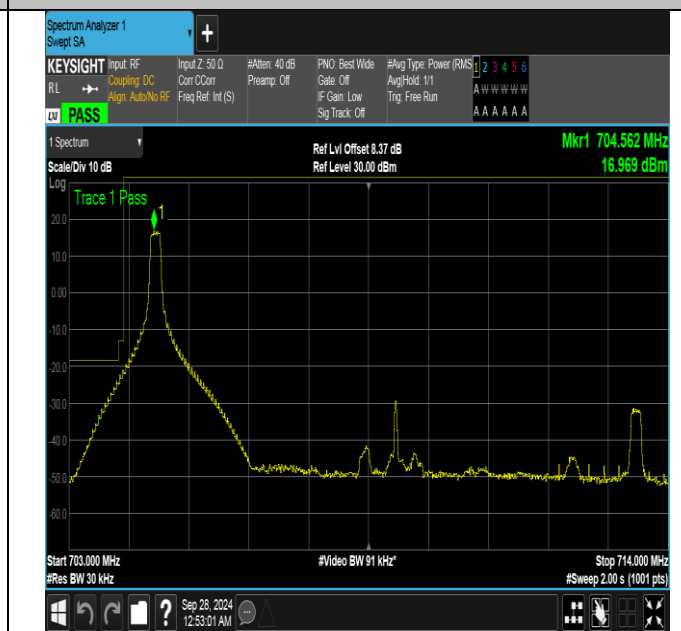 Spectrum Analyzer 1
Swept SA
+
KEYSIGHT Input: RF Input Z: 50 Ω #Atten: 40 dB PNO: Best Wide #Avg Type: Power (RMS 1 2 3 4 5 6
RL Coupling: DC Corr CCorr Preamp: Off Gate: Off Avg|Hold: 1/1 A W W W W W
Align: Auto/No RF Freq Ref: Int (S) IF Gain: Low Trig: Free Run
LXI PASS Sig Track: Off A A A A A A
1 Spectrum Ref Lvl Offset 8.37 dB Mkr1 704.562 MHz
Scale/Div 10 dB Ref Level 30.00 dBm 16.969 dBm
Log
Trace 1 Pass
1
20.0
10.0
0.00
-10.0
-20.0
-30.0
-40.0
-50.0
-60.0
Start 703.000 MHz #Video BW 91 kHz* Stop 714.000 MHz
#Res BW 30 kHz #Sweep 2.00 s (1001 pts)
? Sep 28, 2024
12:53:01 AM